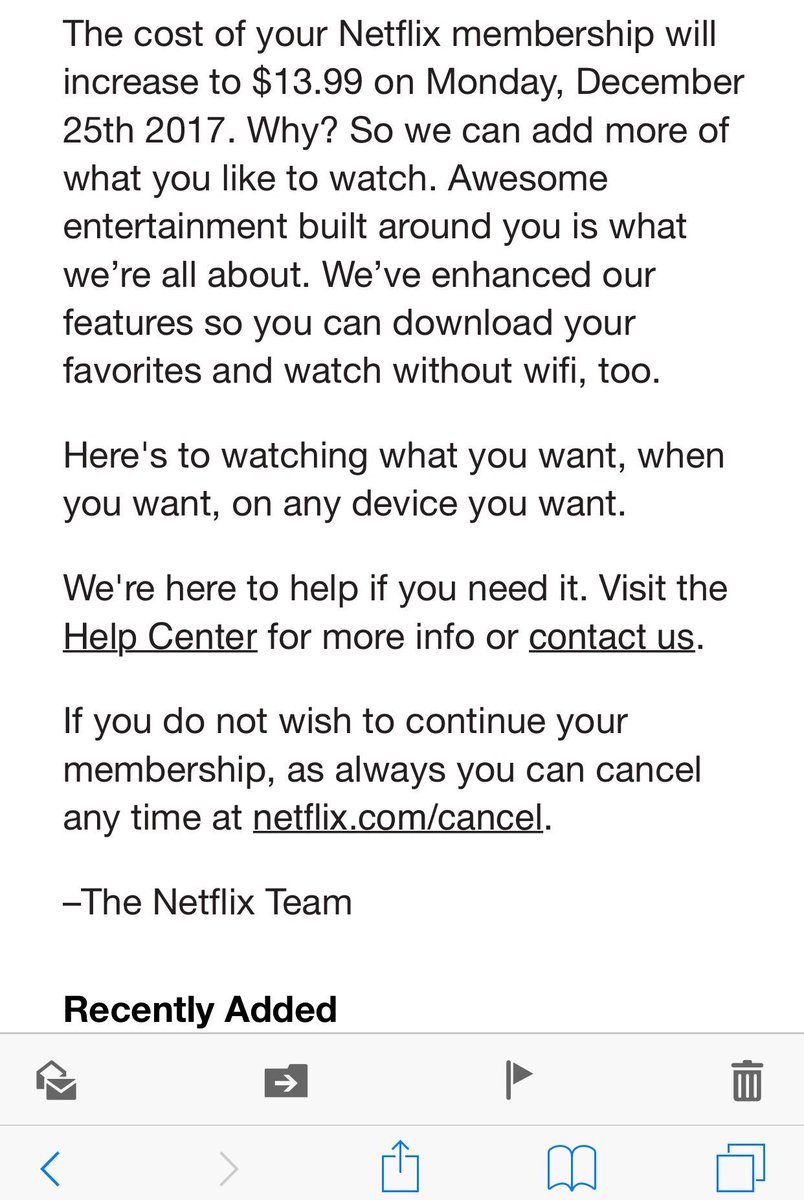 The cost of your Netflix membership will
increase to $13.99 on Monday, December
25th 2017. Why? So we can add more of
what you like to watch. Awesome
entertainment built around you is what
we’re all about. We’ve enhanced our
features so you can download your
favorites and watch without wifi, too.
Here's to watching what you want, when
you want, on any device you want.
We're here to help if you need it. Visit the
Help Center for more info or contact us.
If you do not wish to continue your
membership, as always you can cancel
any time at netflix.com/cancel.
–The Netflix Team
Recently Added